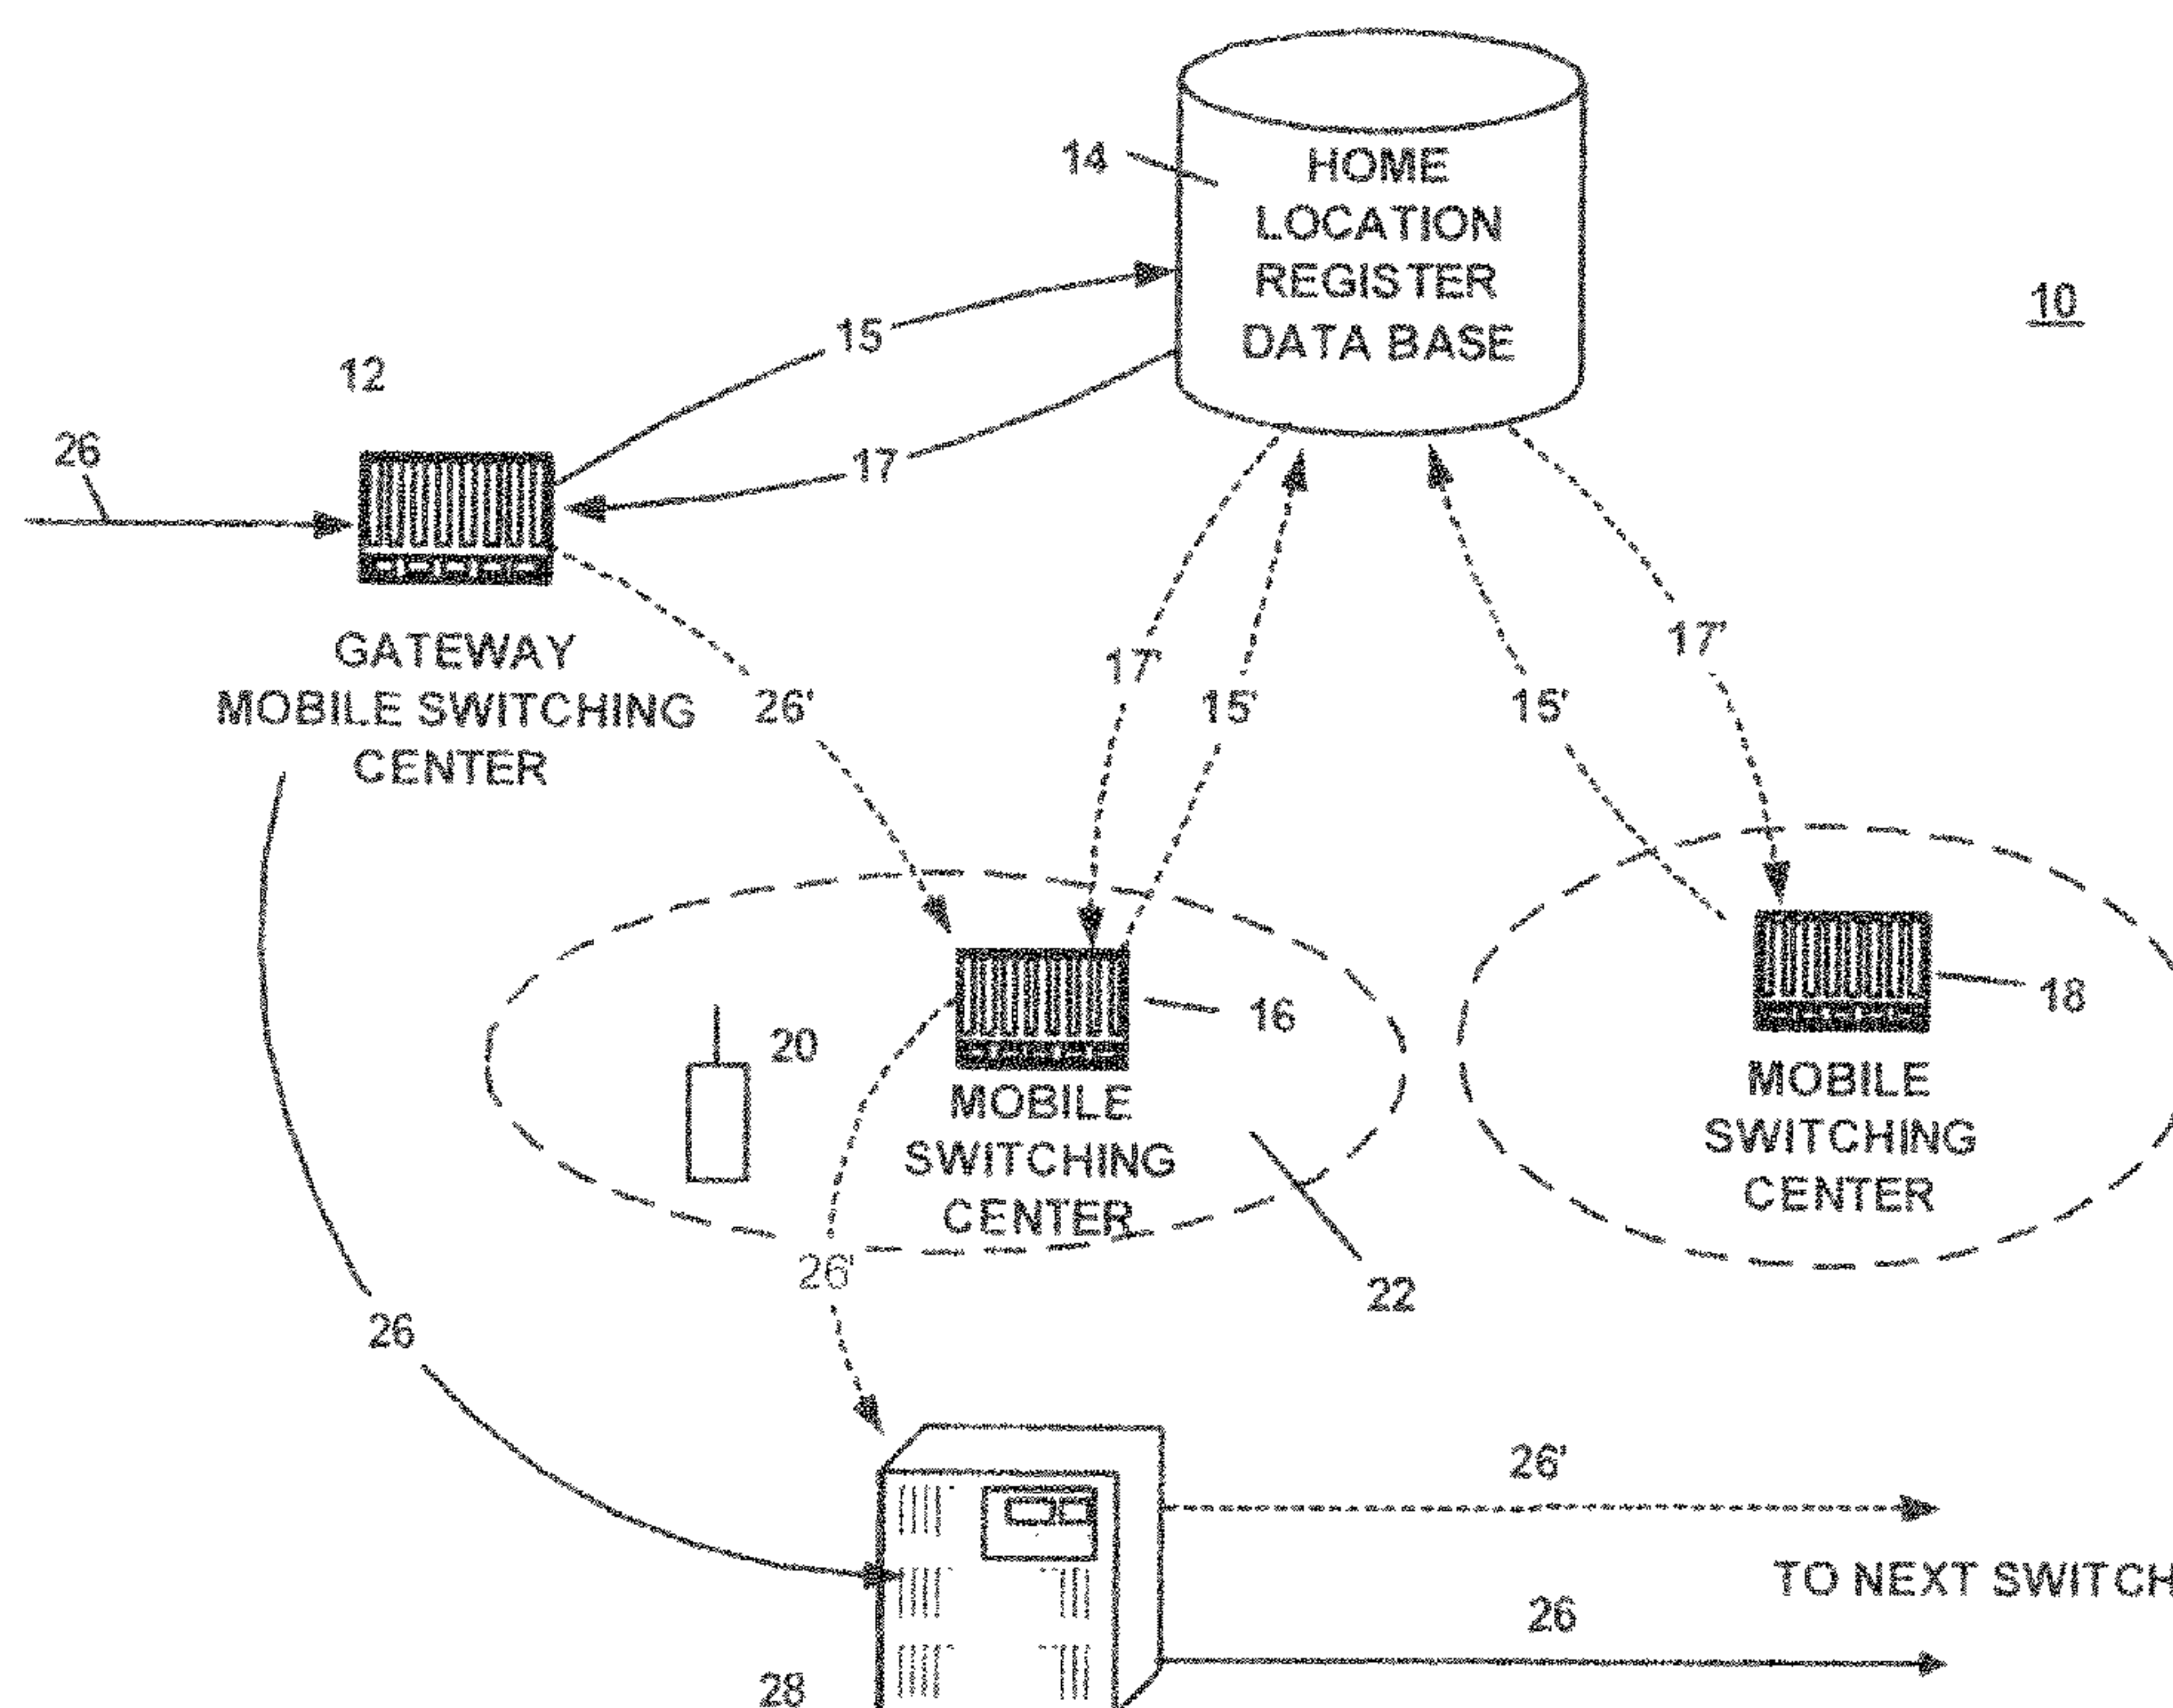 14
HOME
LOCATION
REGISTER
DATA BASE
10
15
12
17
26
GATEWAY
MOBILE SWITCHING
CENTER
26'
17'
15'
15'
17'
20
16
18
MOBILE
SWITCHING
CENTER
MOBILE
SWITCHING
CENTER
26'
22
26
26'
TO NEXT SWITCH
26
28